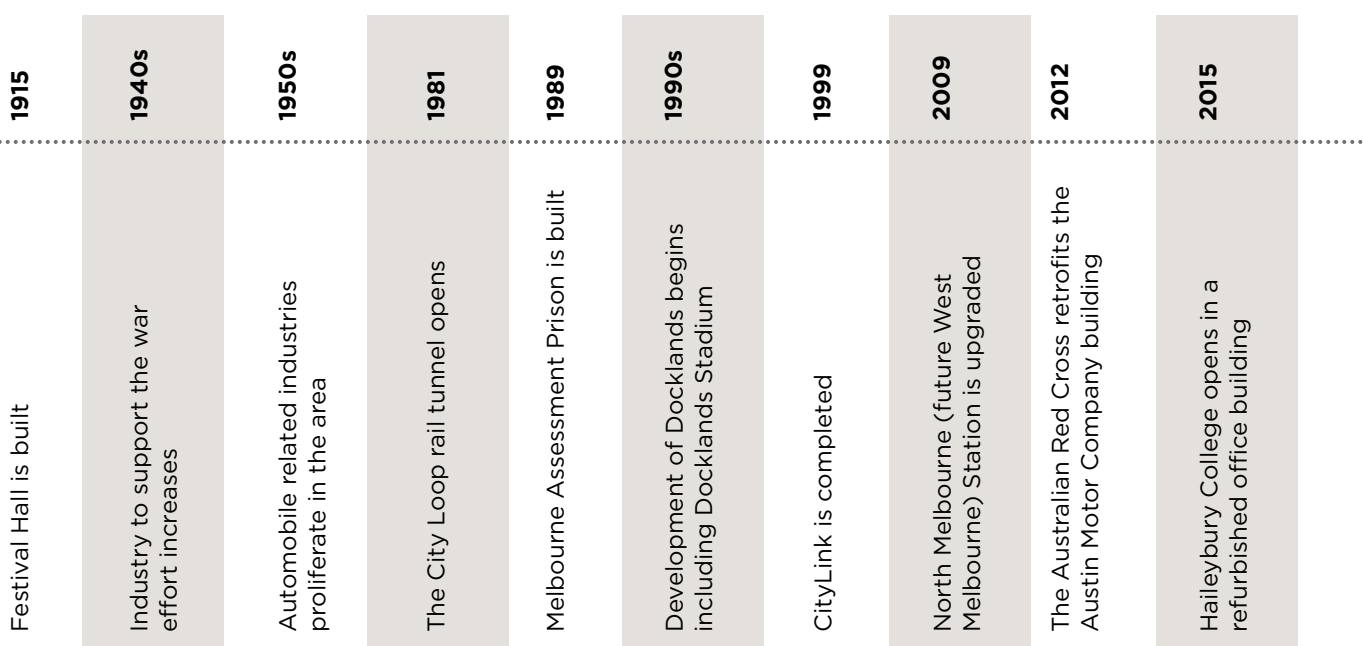 1915
Festival Hall is built
1940s
Industry to support the war
effort increases
1950s
Automobile related industries
proliferate in the area
1981
The City Loop rail tunnel opens
1989
Melbourne Assessment Prison is built
1990s
Development of Docklands begins
including Docklands Stadium
1999
CityLink is completed
2009
North Melbourne (future West
Melbourne) Station is upgraded
2012
The Australian Red Cross retrofits the
Austin Motor Company building
2015
Haileybury College opens in a
refurbished office building